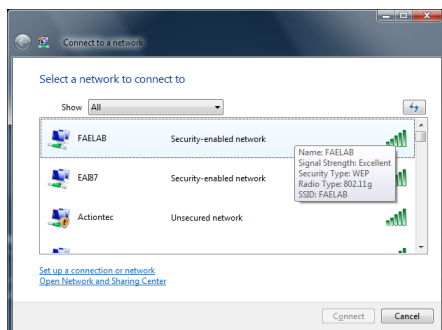 Connect to a network
Select a network to connect to
Show All
FAELAB Security-enabled network
Name: FAELAB
Signal Strength: Excellent
Security Type: WEP
Radio Type: 802.11g
SSID: FAELAB
EAI87 Security-enabled network
Actiontec Unsecured network
Set up a connection or network
Open Network and Sharing Center
Connect Cancel